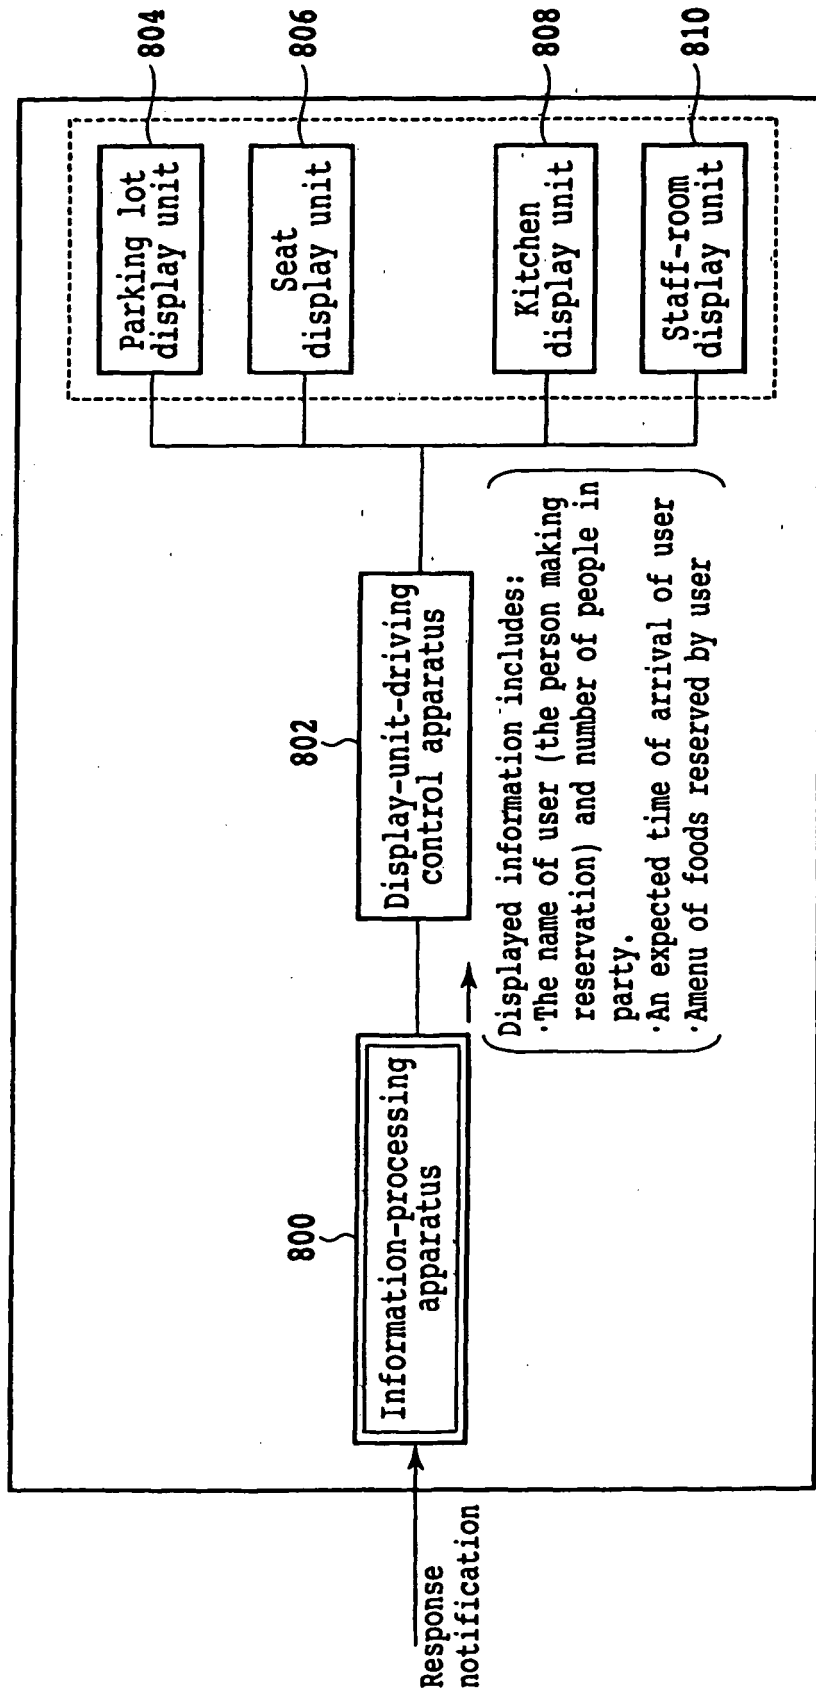 Response
notification
800
Information-processing
apparatus
802
Display-unit-driving
control apparatus
Displayed information includes:
·The name of user (the person making
reservation) and number of people in
party.
·An expected time of arrival of user
·Amenu of foods reserved by user
Parking lot
display unit
804
Seat
display unit
806
Kitchen
display unit
808
Staff-room
display unit
810